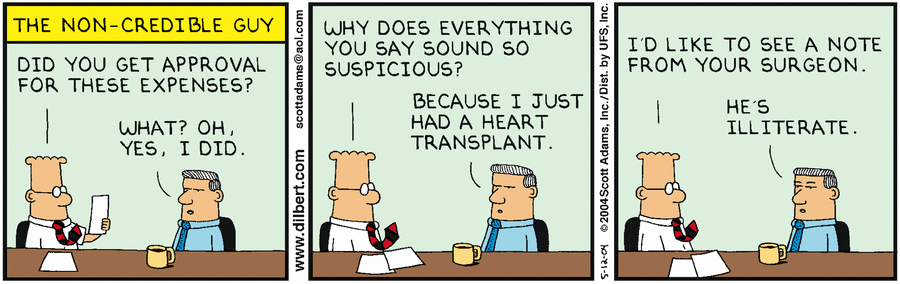 THE NON-CREDIBLE GUY
DID YOU GET APPROVAL
FOR THESE EXPENSES?
WHAT? OH,
YES, I DID.
www.dilbert.com
scottadams@aol.com
WHY DOES EVERYTHING
YOU SAY SOUND SO
SUSPICIOUS?
BECAUSE I JUST
HAD A HEART
TRANSPLANT.
5-12-04 ©2004 Scott Adams, Inc./Dist. by UFS, Inc.
I'D LIKE TO SEE A NOTE
FROM YOUR SURGEON.
HE'S
ILLITERATE.